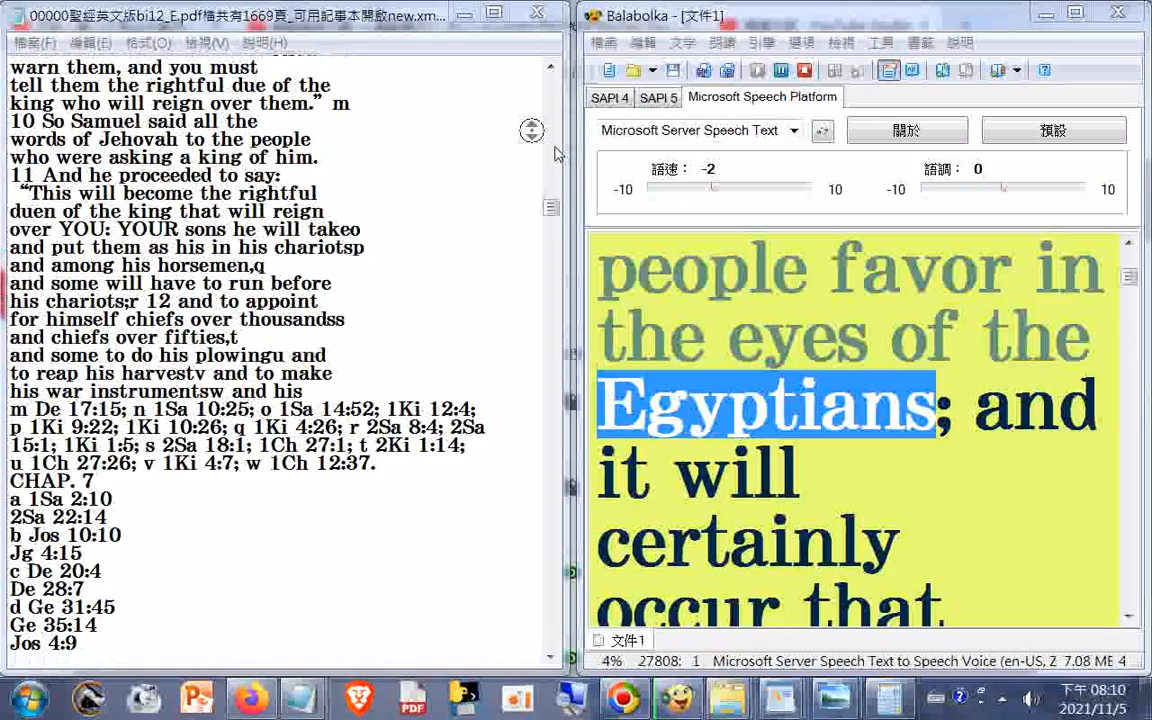 00000聖經英文版bi12_E.pdf檔共有1669頁_可用記事本開啟new.xm...
檔案(F) 編輯(E) 格式(O) 檢視(V) 說明(H)
warn them, and you must
tell them the rightful due of the
king who will reign over them.” m
10 So Samuel said all the
words of Jehovah to the people
who were asking a king of him.
11 And he proceeded to say:
“This will become the rightful
duen of the king that will reign
over YOU: YOUR sons he will takeo
and put them as his in his chariotsp
and among his horsemen,q
and some will have to run before
his chariots;r 12 and to appoint
for himself chiefs over thousandss
and chiefs over fifties,t
and some to do his plowingu and
to reap his harvestv and to make
his war instrumentsw and his
m De 17:15; n 1Sa 10:25; o 1Sa 14:52; 1Ki 12:4;
p 1Ki 9:22; 1Ki 10:26; q 1Ki 4:26; r 2Sa 8:4; 2Sa
15:1; 1Ki 1:5; s 2Sa 18:1; 1Ch 27:1; t 2Ki 1:14;
u 1Ch 27:26; v 1Ki 4:7; w 1Ch 12:37.
CHAP. 7
a 1Sa 2:10
2Sa 22:14
b Jos 10:10
Jg 4:15
c De 20:4
De 28:7
d Ge 31:45
Ge 35:14
Jos 4:9
Balabolka - [文件1]
檔案 編輯 文字 朗讀 引擎 選項 檢視 工具 書籤 說明
SAPI 4 SAPI 5 Microsoft Speech Platform
Microsoft Server Speech Text 關於 預設
語速： -2 語調： 0
-10 10 -10 10
people favor in
the eyes of the
Egyptians; and
it will
certainly
occur that
文件1
4% 27808: 1 Microsoft Server Speech Text to Speech Voice (en-US, Z 7.08 ME 4
PDF
下午 08:10
2021/11/5